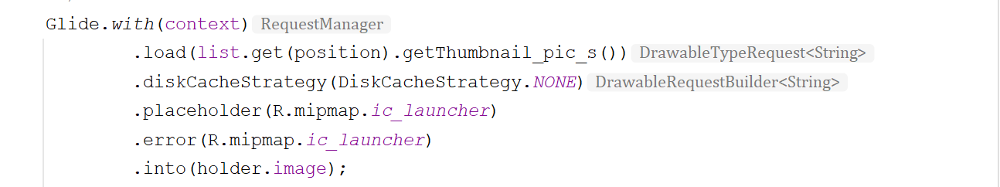 Glide.with(context) RequestManager
.load(list.get(position).getThumbnail_pic_s()) DrawableTypeRequest<String>
.diskCacheStrategy(DiskCacheStrategy.NONE) DrawableRequestBuilder<String>
.placeholder(R.mipmap.ic_launcher)
.error(R.mipmap.ic_launcher)
.into(holder.image);